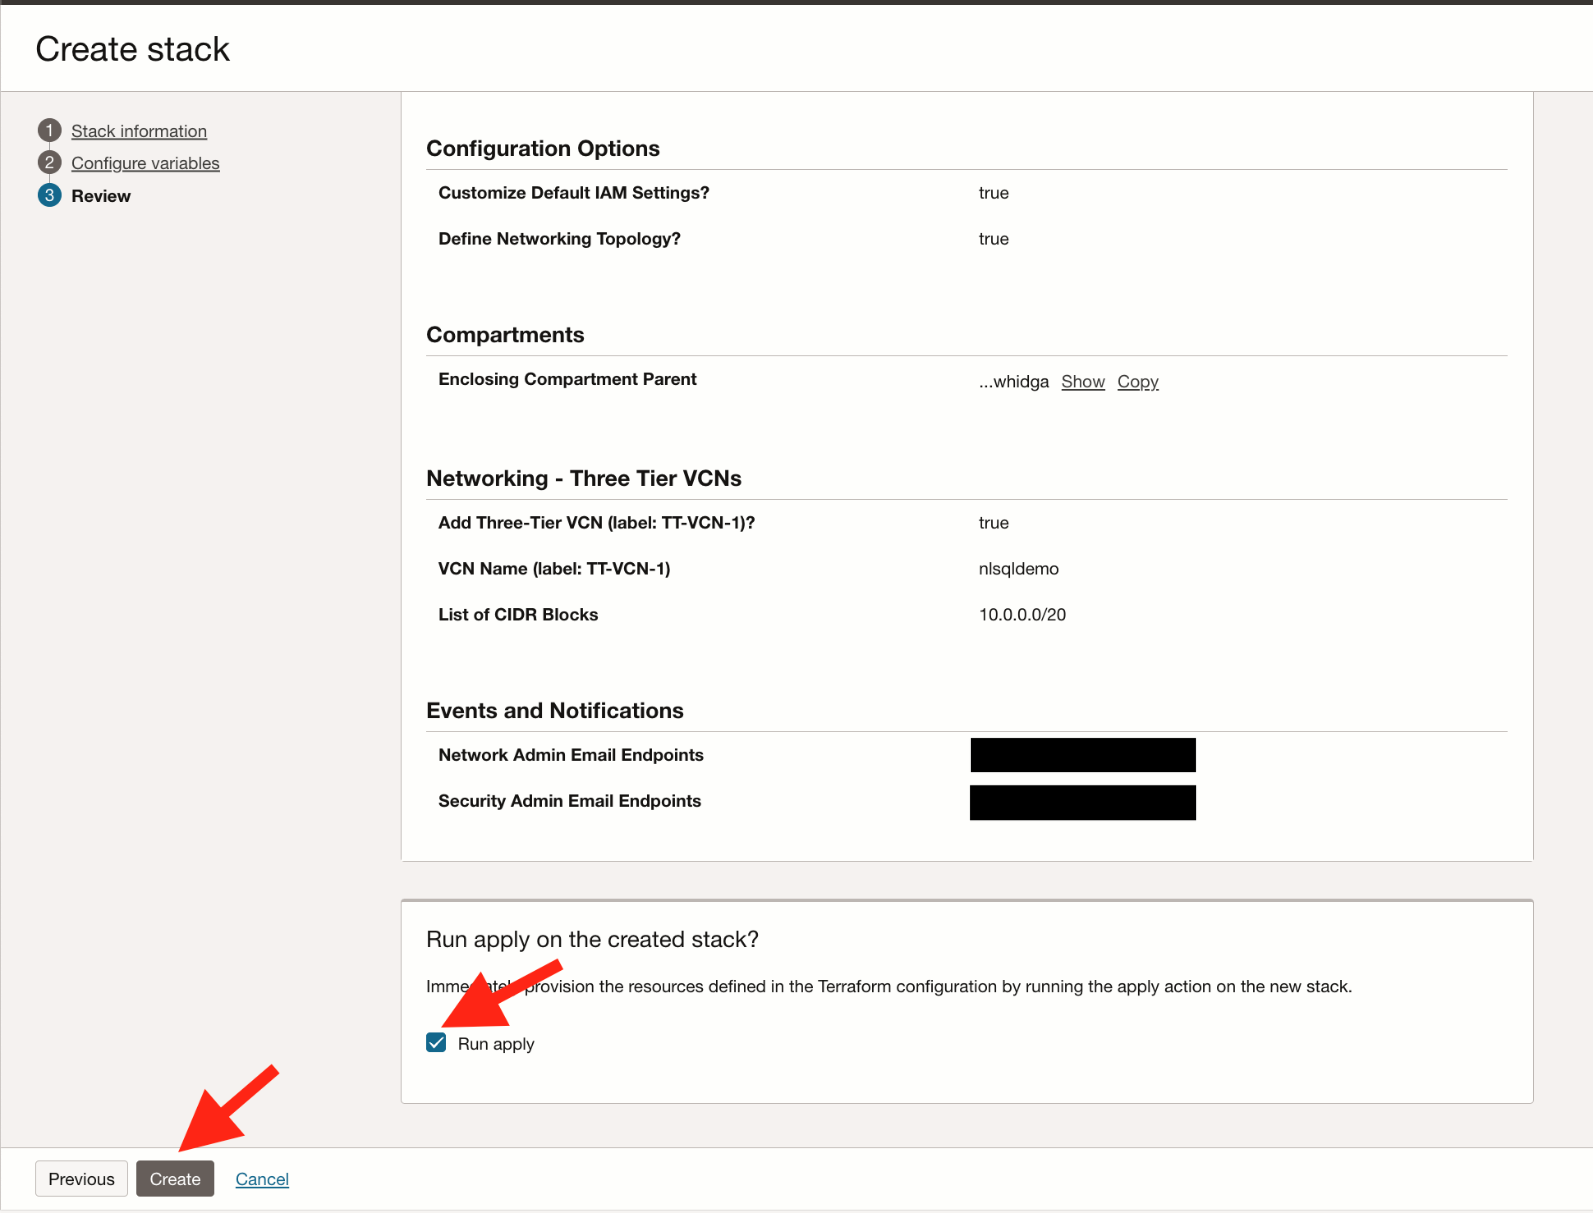 Create stack
1 Stack information
2 Configure variables
3 Review
Configuration Options
Customize Default IAM Settings? true
Define Networking Topology? true
Compartments
Enclosing Compartment Parent ...whidga Show Copy
Networking - Three Tier VCNs
Add Three-Tier VCN (label: TT-VCN-1)? true
VCN Name (label: TT-VCN-1) nlsqldemo
List of CIDR Blocks 10.0.0.0/20
Events and Notifications
Network Admin Email Endpoints
Security Admin Email Endpoints
Run apply on the created stack?
provision the resources defined in the Terraform configuration by running the apply action on the new stack.
Run apply
Previous Create Cancel